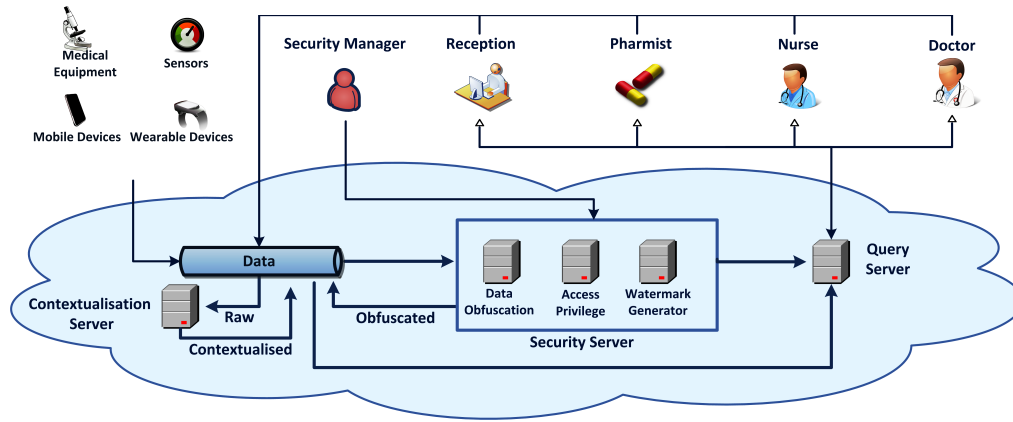 Medical
Equipment
Sensors
Mobile Devices
Wearable Devices
Security Manager
Reception
Pharmist
Nurse
Doctor
Data
Contextualisation
Server
Raw
Contextualised
Obfuscated
Data
Obfuscation
Access
Privilege
Watermark
Generator
Security Server
Query
Server